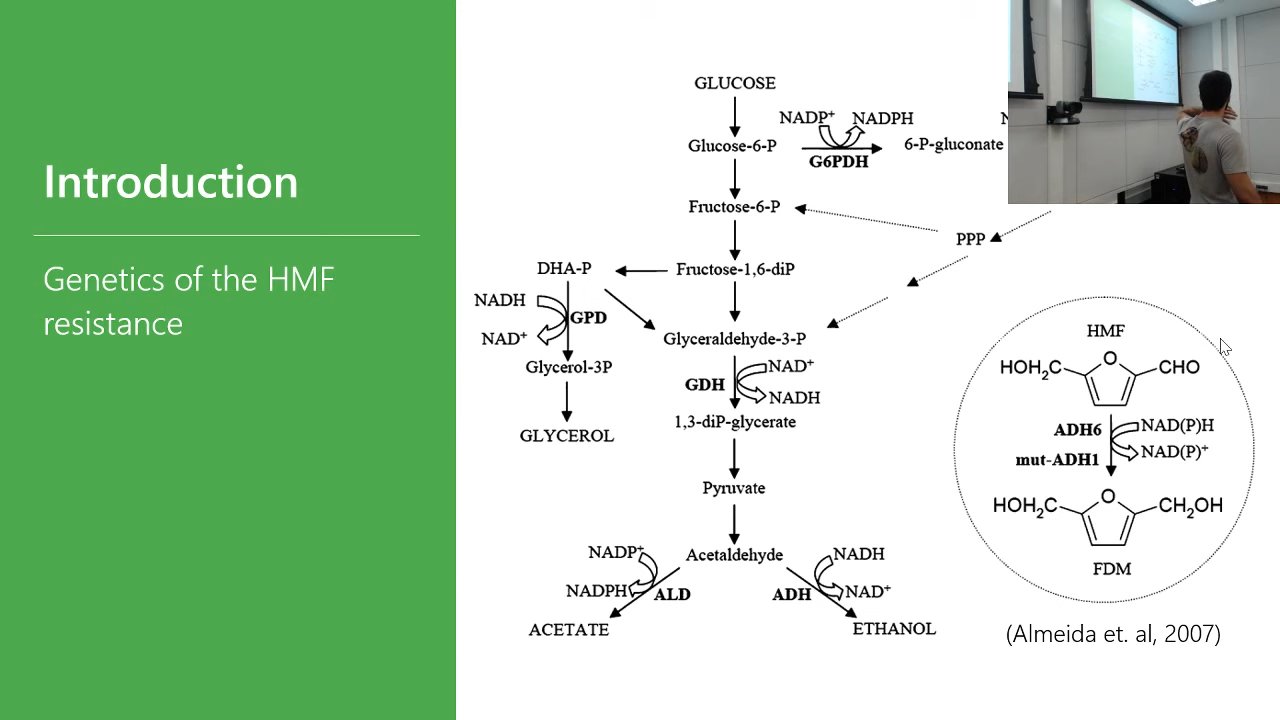 Introduction
Genetics of the HMF
resistance
GLUCOSE
NADP⁺ NADPH
Glucose-6-P
6-P-gluconate
G6PDH
Fructose-6-P
PPP
DHA-P
Fructose-1,6-diP
NADH
GPD
NAD⁺
Glyceraldehyde-3-P
Glycerol-3P
NAD⁺
GDH
NADH
GLYCEROL
1,3-diP-glycerate
Pyruvate
NADP⁺
Acetaldehyde
NADH
NADPH
ALD
ADH
NAD⁺
ACETATE
ETHANOL
HMF
HOH₂C O CHO
ADH6
NAD(P)H
mut-ADH1
NAD(P)⁺
HOH₂C O CH₂OH
FDM
(Almeida et. al, 2007)